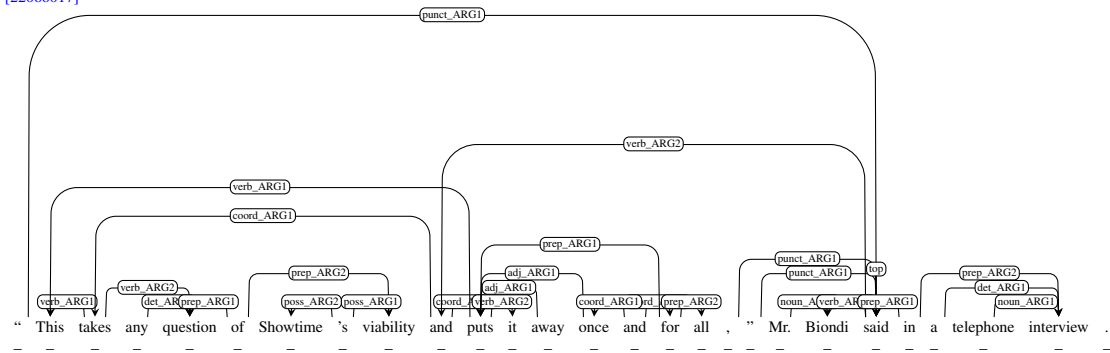 [22008017]
punct_ARG1
verb_ARG2
verb_ARG1
coord_ARG1
prep_ARG1
punct_ARG1
top
prep_ARG2 adj_ARG1 punct_ARG1 prep_ARG2
verb_ARG2 adj_ARG1 det_ARG1
verb_ARG1 prep_ARG1 poss_ARG2 poss_ARG1 verb_ARG2 coord_ARG1 prep_ARG2 prep_ARG1 noun_ARG1
“ This takes any question of Showtime 's viability and puts it away once and for all , ” Mr. Biondi said in a telephone interview .
_ _ _ _ _ _ _ _ _ _ _ _ _ _ _ _ _ _ _ _ _ _ _ _ _ _ _ _